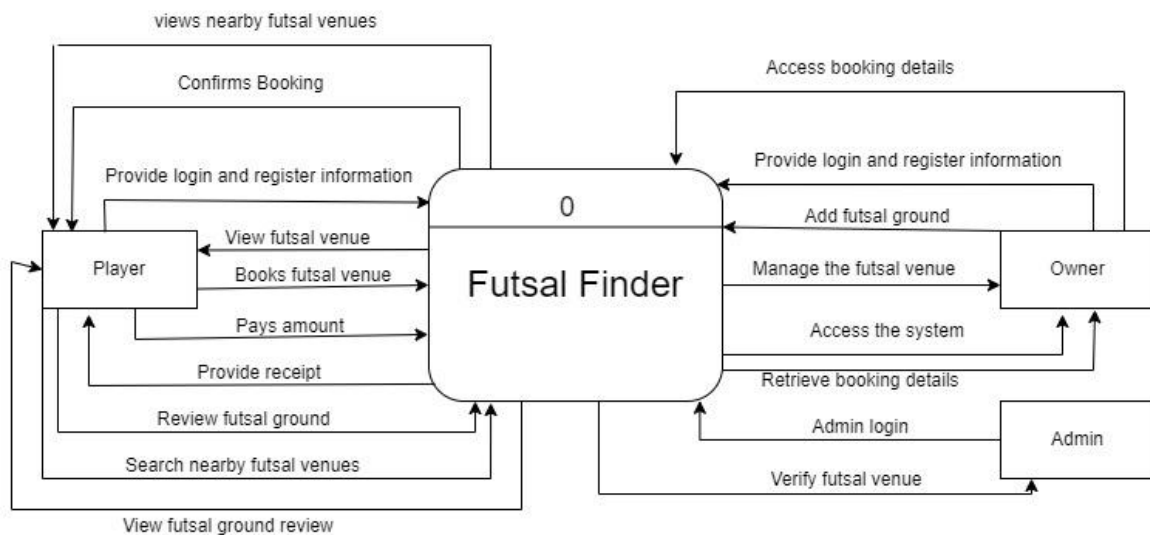 views nearby futsal venues
Access booking details
Confirms Booking
Provide login and register information
Provide login and register information
0
Add futsal ground
View futsal venue
Player
Manage the futsal venue
Owner
Books futsal venue
Futsal Finder
Pays amount
Access the system
Provide receipt
Retrieve booking details
Review futsal ground
Admin login
Admin
Search nearby futsal venues
Verify futsal venue
View futsal ground review